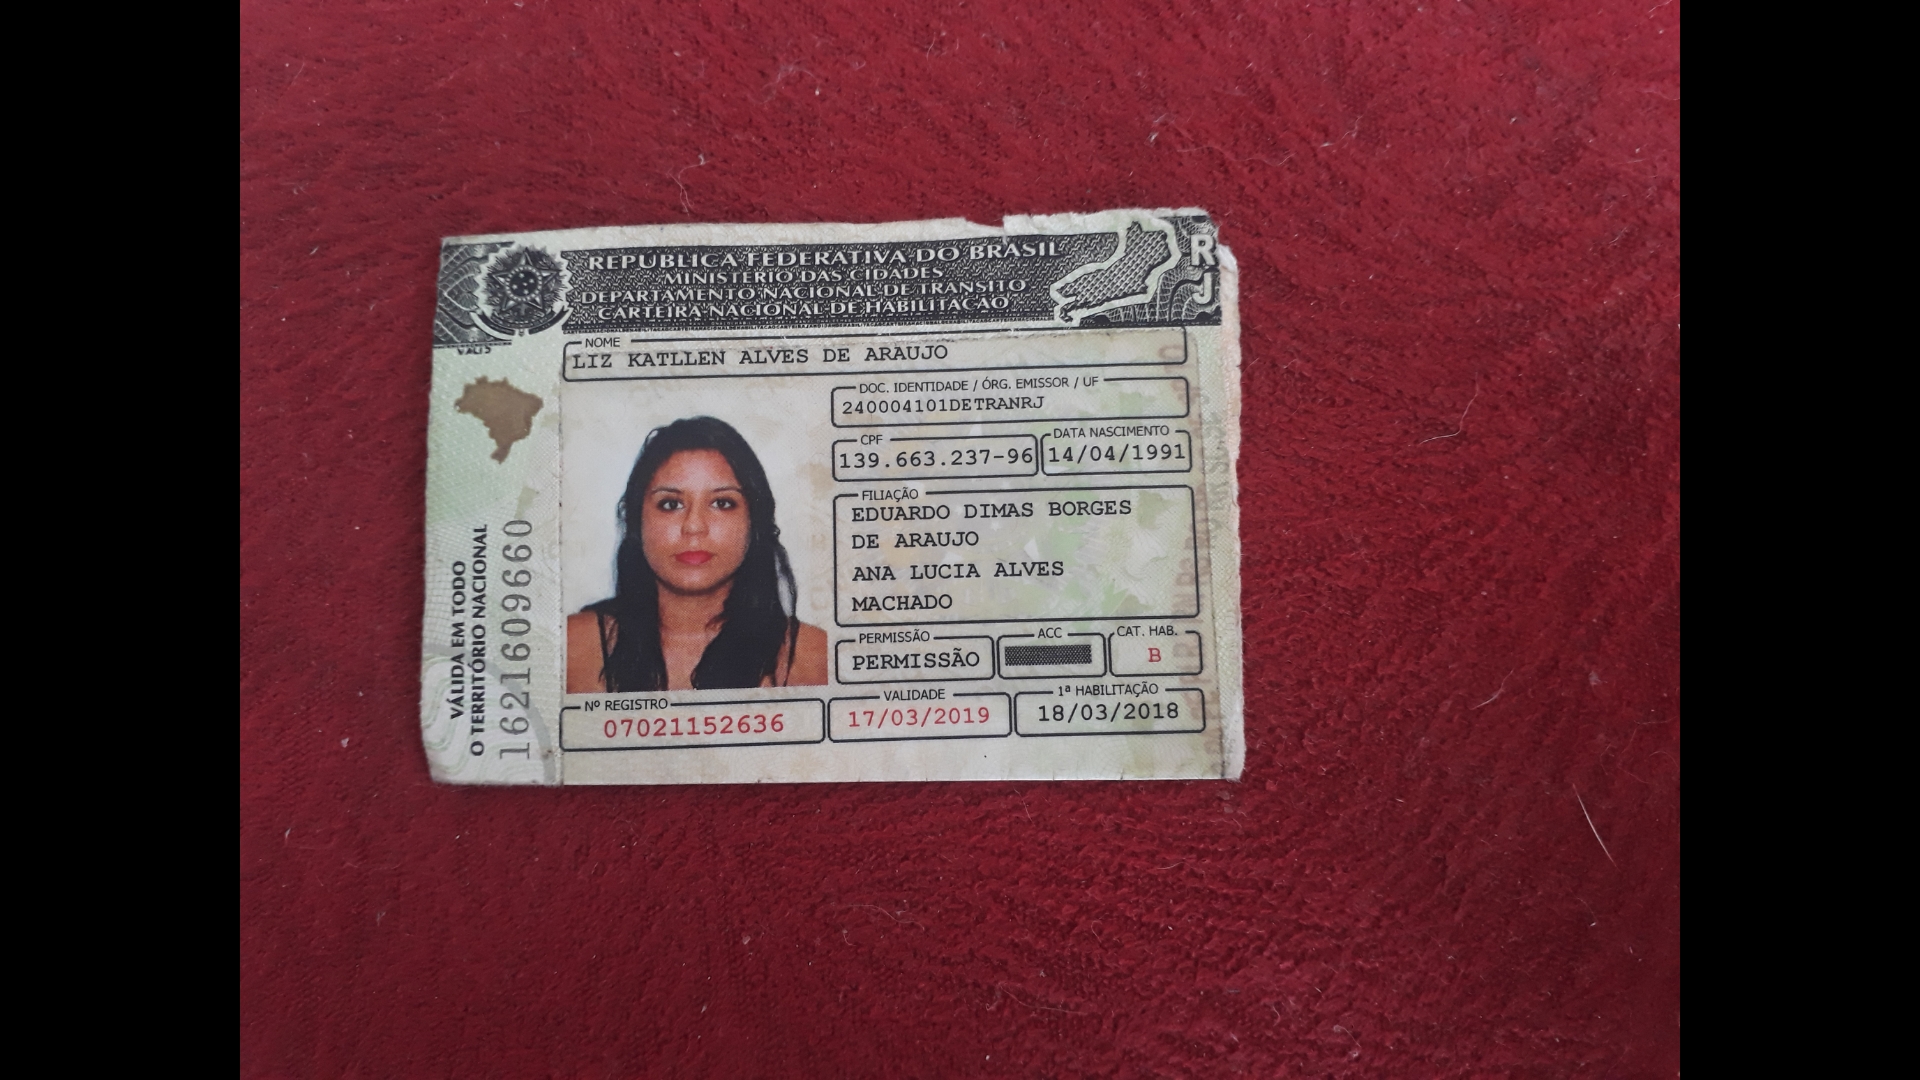 REPÚBLICA FEDERATIVA DO BRASIL
MINISTÉRIO DAS CIDADES
DEPARTAMENTO NACIONAL DE TRÂNSITO
CARTEIRA NACIONAL DE HABILITAÇÃO
RJ
NOME
LIZ KATLLEN ALVES DE ARAUJO
DOC. IDENTIDADE / ÓRG. EMISSOR / UF
240004101DETRANRJ
CPF
139.663.237-96
DATA NASCIMENTO
14/04/1991
FILIAÇÃO
EDUARDO DIMAS BORGES
DE ARAUJO
ANA LUCIA ALVES
MACHADO
PERMISSÃO
PERMISSÃO
ACC
CAT. HAB.
B
Nº REGISTRO
07021152636
VALIDADE
17/03/2019
1ª HABILITAÇÃO
18/03/2018
VÁLIDA EM TODO
O TERRITÓRIO NACIONAL
1621609660